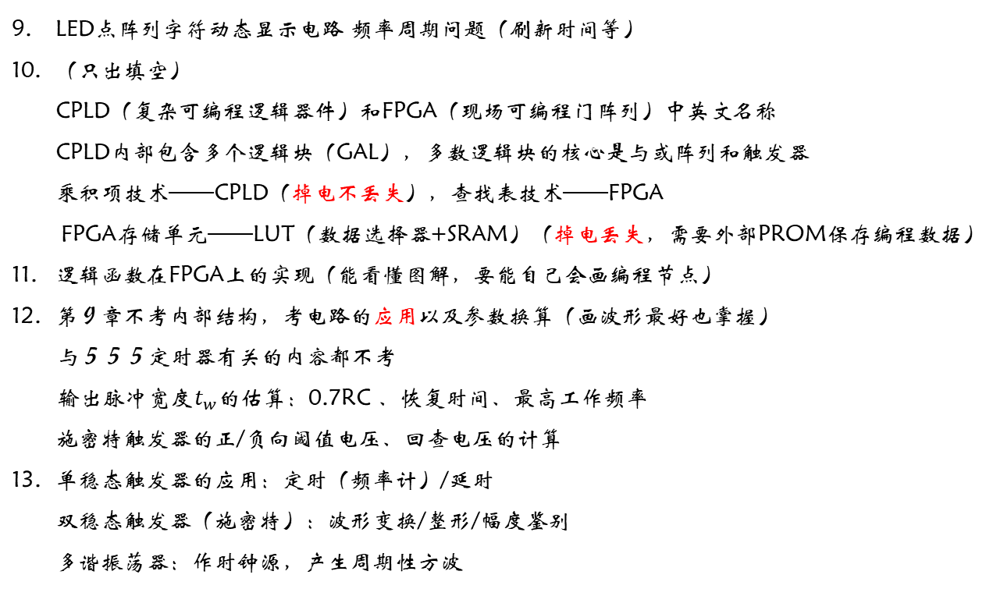 9. LED点阵列字符动态显示电路 频率周期问题（刷新时间等）
10. （只出填空）
CPLD（复杂可编程逻辑器件）和FPGA（现场可编程门阵列）中英文名称
CPLD内部包含多个逻辑块（GAL），多数逻辑块的核心是与或阵列和触发器
乘积项技术——CPLD（掉电不丢失），查找表技术——FPGA
FPGA存储单元——LUT（数据选择器+SRAM）（掉电丢失，需要外部PROM保存编程数据）
11. 逻辑函数在FPGA上的实现（能看懂图解，要能自己会画编程节点）
12. 第9章不考内部结构，考电路的应用以及参数换算（画波形最好也掌握）
与５５５定时器有关的内容都不考
输出脉冲宽度t_w的估算：0.7RC 、恢复时间、最高工作频率
施密特触发器的正/负向阈值电压、回查电压的计算
13. 单稳态触发器的应用：定时（频率计）/延时
双稳态触发器（施密特）：波形变换/整形/幅度鉴别
多谐振荡器：作时钟源，产生周期性方波